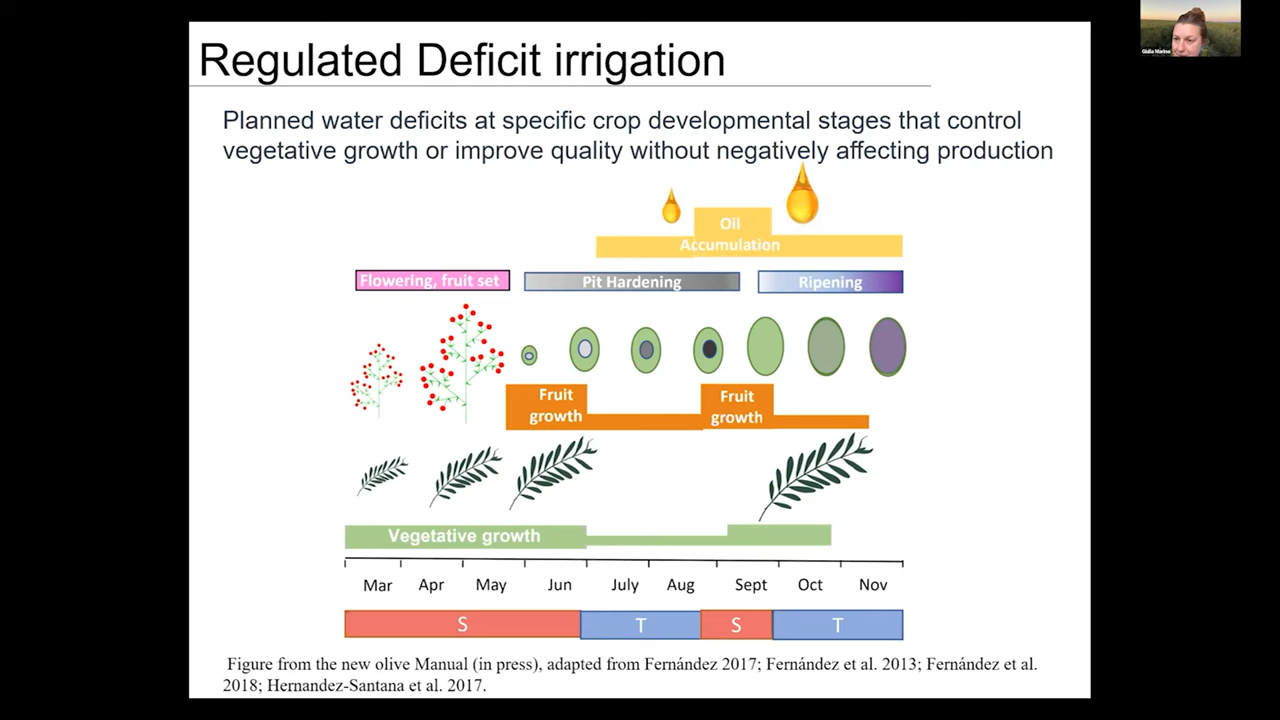 Regulated Deficit irrigation
Giulia Marino
Planned water deficits at specific crop developmental stages that control
vegetative growth or improve quality without negatively affecting production
Oil
Accumulation
Flowering, fruit set
Pit Hardening
Ripening
Fruit
growth
Fruit
growth
Vegetative growth
Mar Apr May Jun July Aug Sept Oct Nov
S T S T
Figure from the new olive Manual (in press), adapted from Fernández 2017; Fernández et al. 2013; Fernández et al.
2018; Hernandez-Santana et al. 2017.